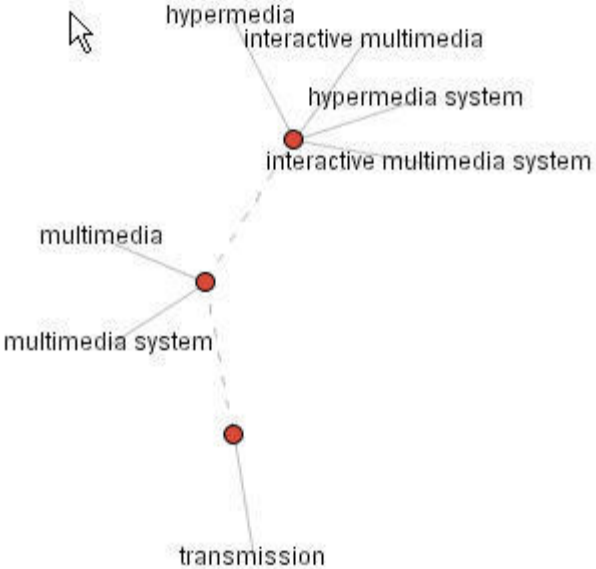 hypermedia
interactive multimedia
hypermedia system
interactive multimedia system
multimedia
multimedia system
transmission